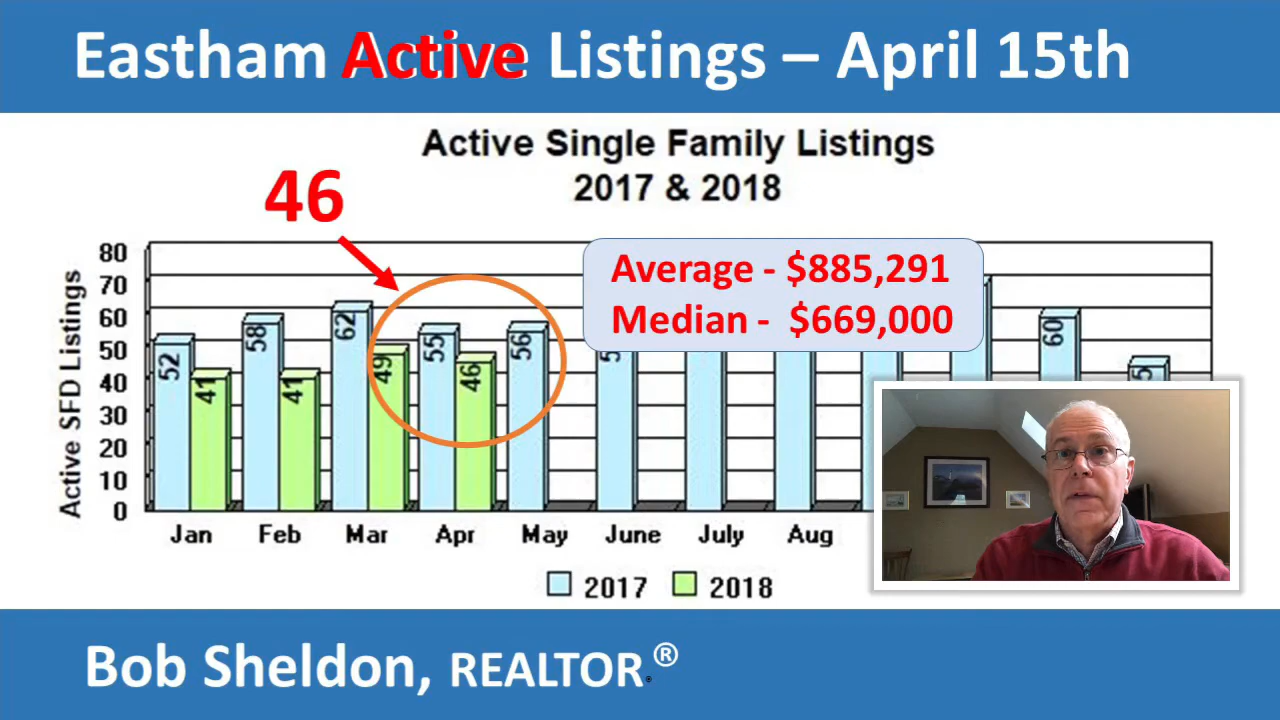 Eastham Active Listings – April 15th
Active Single Family Listings
2017 & 2018
46
Average - $885,291
Median - $669,000
Active SFD Listings
80
70
60
50
40
30
20
10
0
52
41
58
41
62
49
55
46
56
5
60
5
Jan
Feb
Mar
Apr
May
June
July
Aug
2017
2018
Bob Sheldon, REALTOR.®